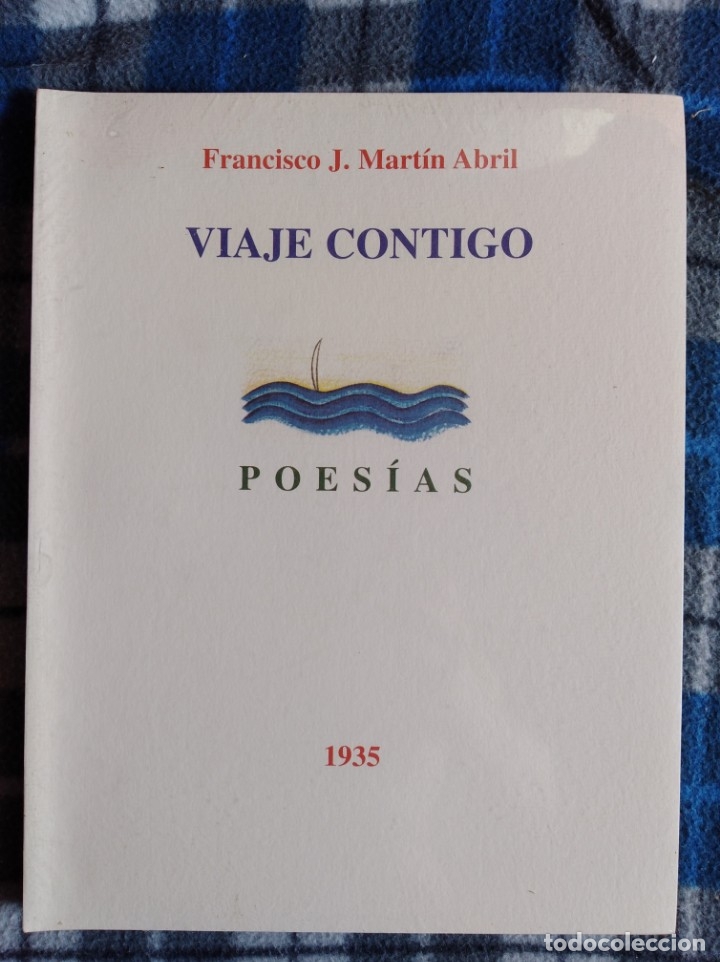 Francisco J. Martín Abril
VIAJE CONTIGO
POESÍAS
1935
todocoleccion